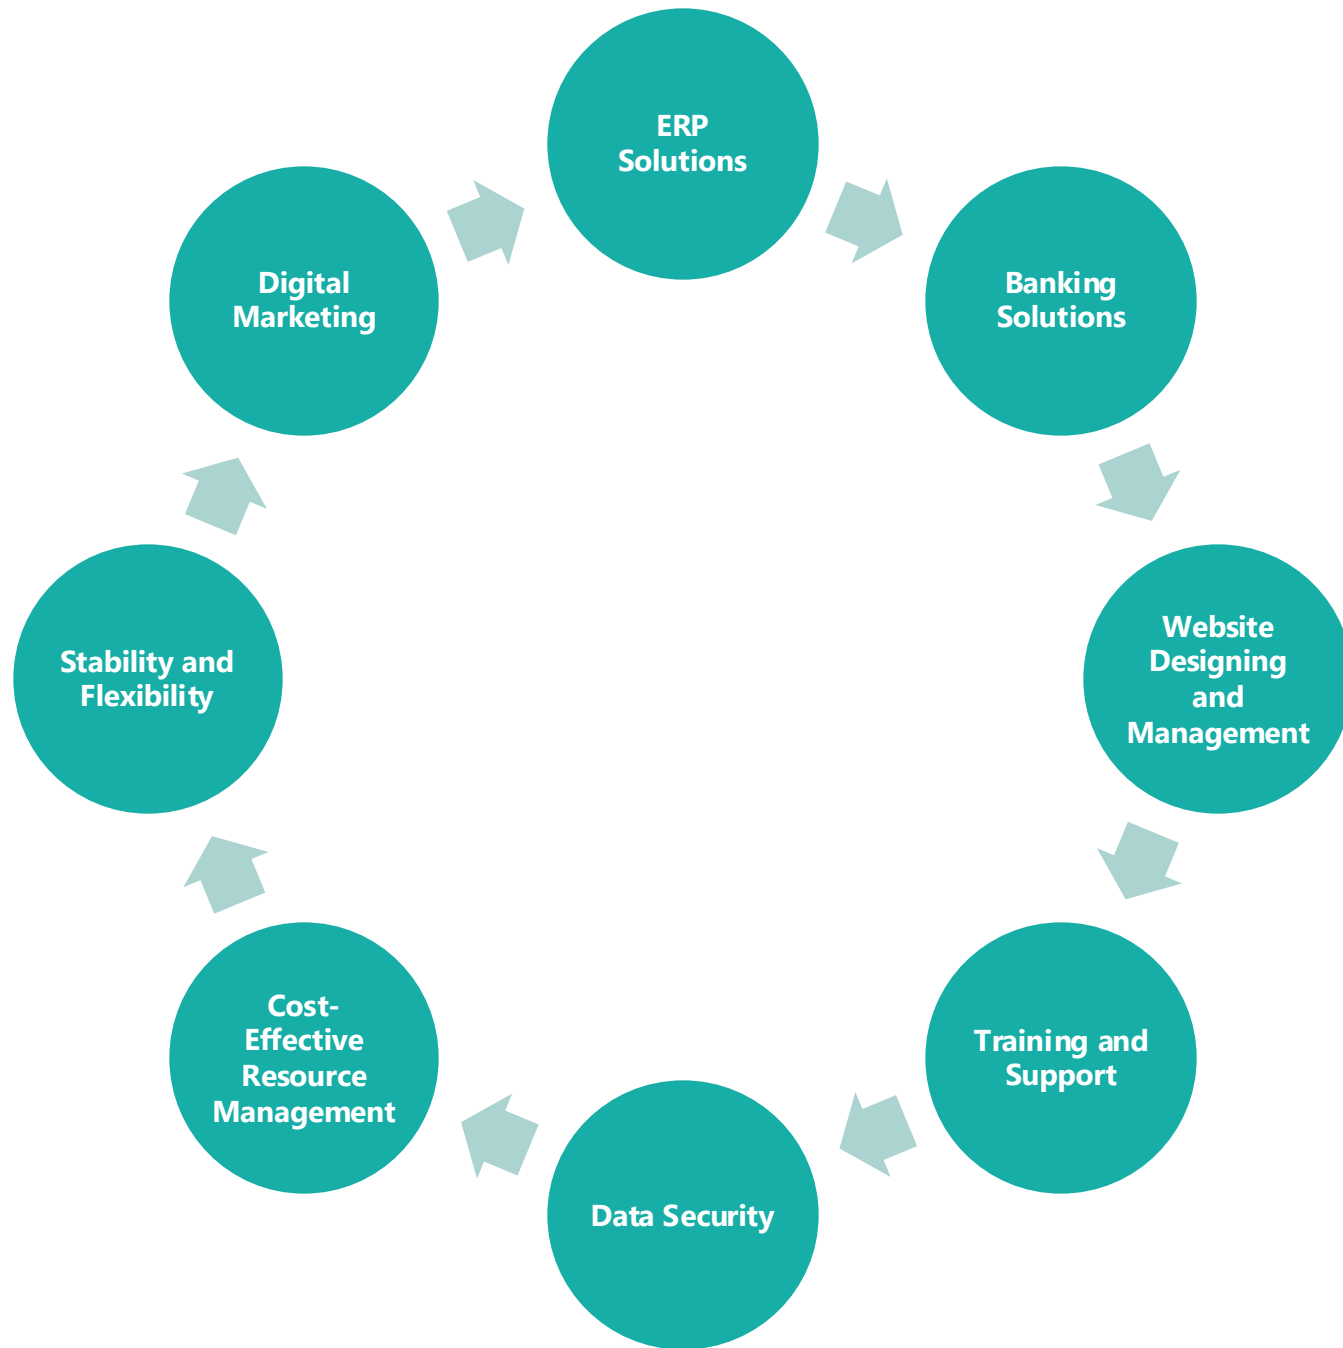 ERP
Solutions
Banking
Solutions
Website
Designing
and
Management
Training and
Support
Data Security
Cost-
Effective
Resource
Management
Stability and
Flexibility
Digital
Marketing